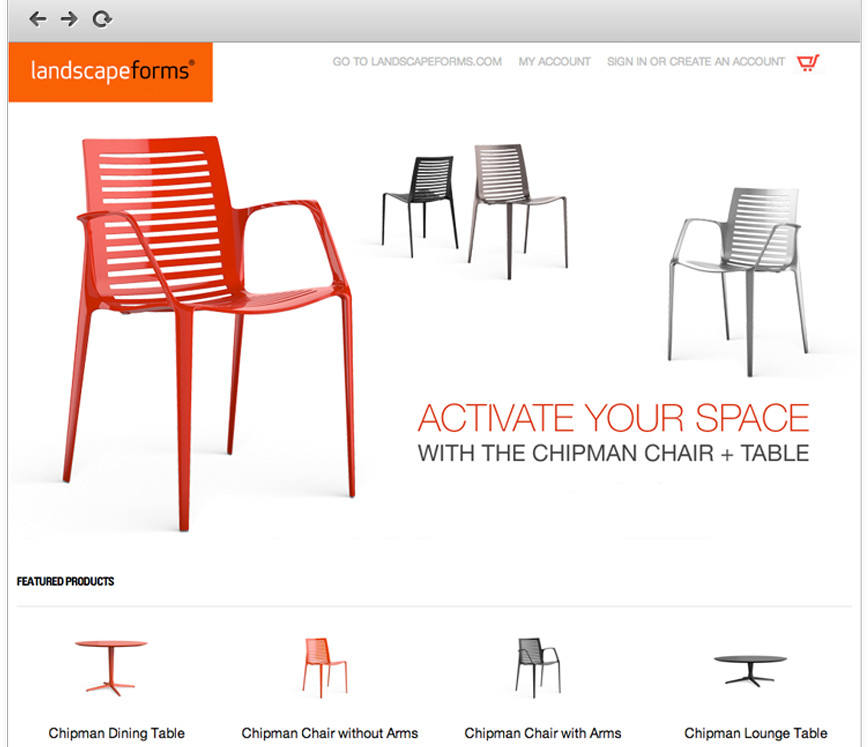 landscapeforms®
GO TO LANDSCAPEFORMS.COM MY ACCOUNT SIGN IN OR CREATE AN ACCOUNT
ACTIVATE YOUR SPACE
WITH THE CHIPMAN CHAIR + TABLE
FEATURED PRODUCTS
Chipman Dining Table Chipman Chair without Arms Chipman Chair with Arms Chipman Lounge Table